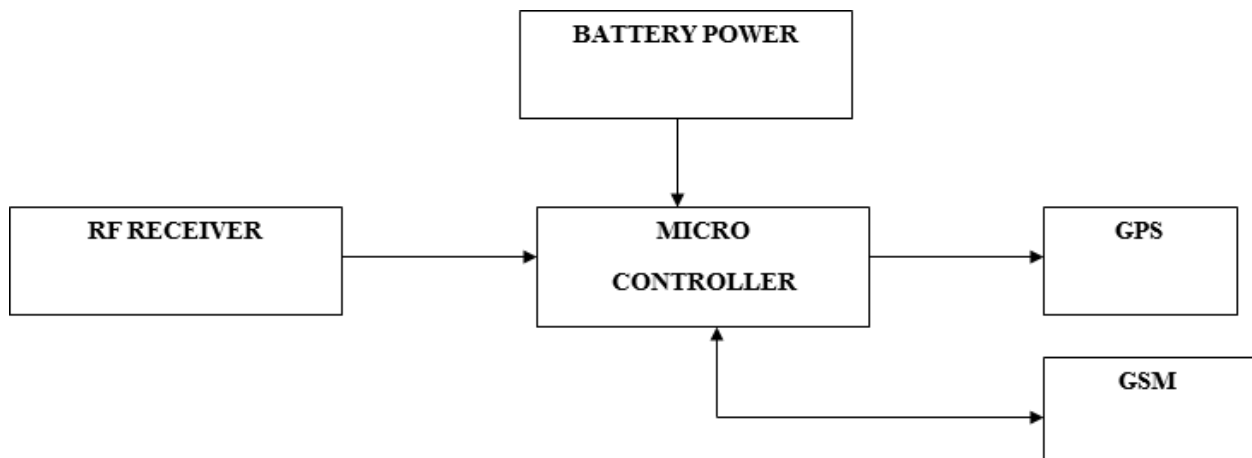 BATTERY POWER
RF RECEIVER
MICRO
CONTROLLER
GPS
GSM